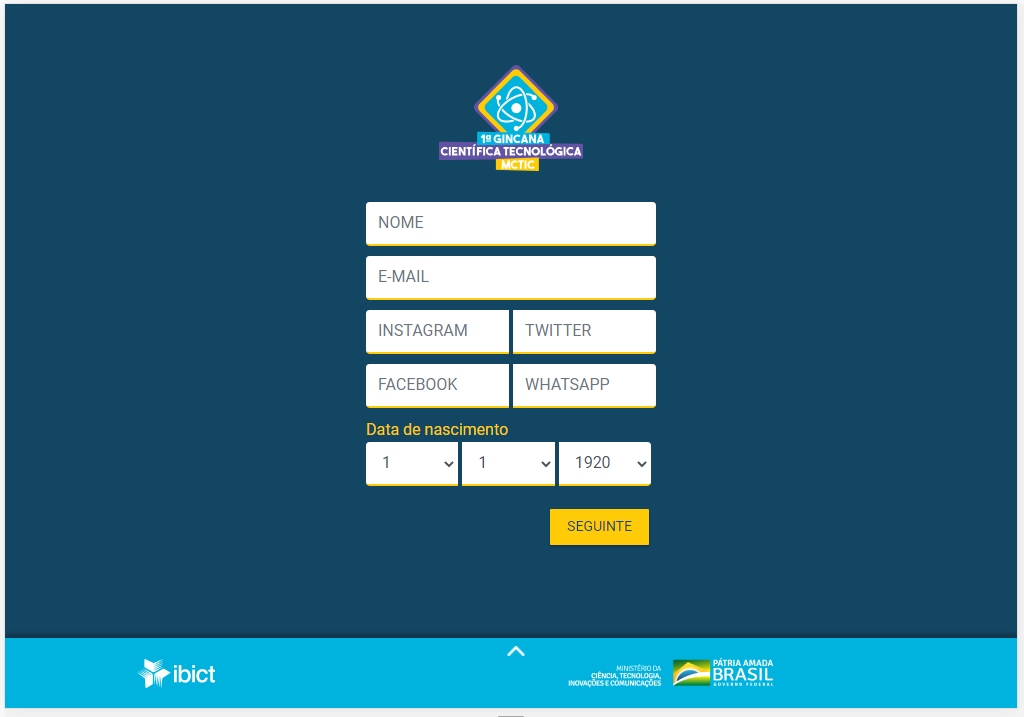 1ª GINCANA
CIENTÍFICA TECNOLÓGICA
MCTIC
NOME
E-MAIL
INSTAGRAM TWITTER
FACEBOOK WHATSAPP
Data de nascimento
1 1 1920
SEGUINTE
ibict
MINISTÉRIO DA
CIÊNCIA, TECNOLOGIA,
INOVAÇÕES E COMUNICAÇÕES
PÁTRIA AMADA
BRASIL
GOVERNO FEDERAL